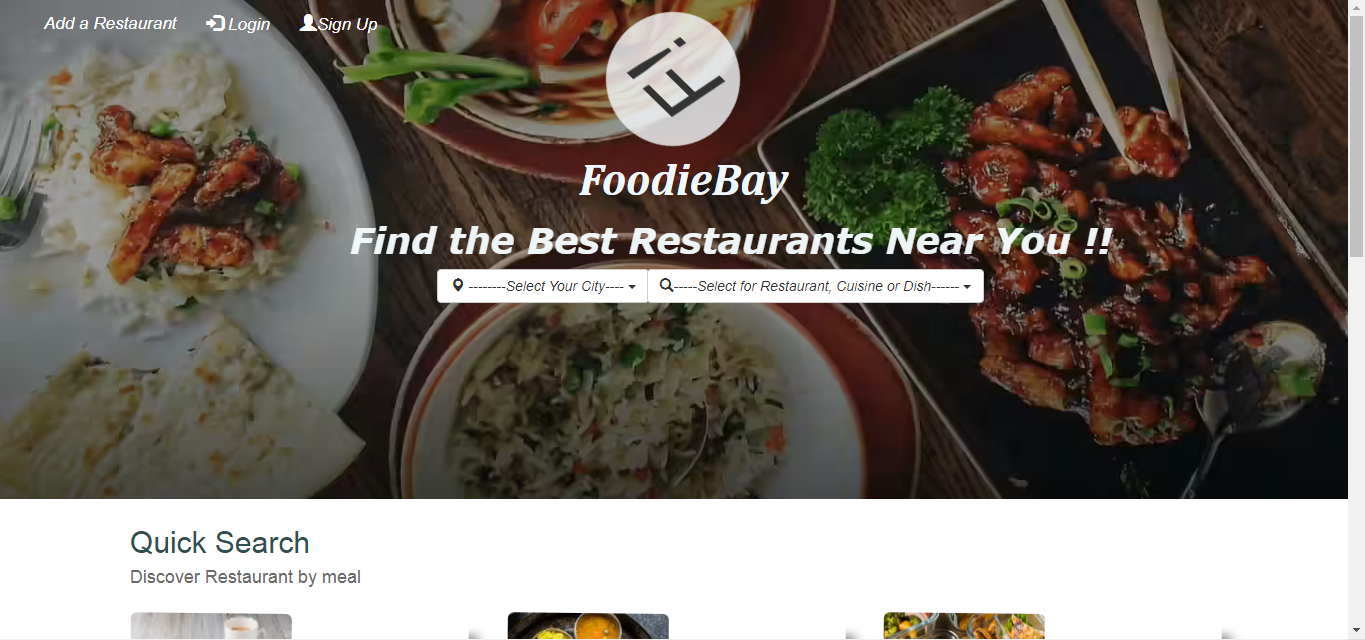 Add a Restaurant Login Sign Up
FoodieBay
Find the Best Restaurants Near You !!
--------Select Your City---- -----Select for Restaurant, Cuisine or Dish------
Quick Search
Discover Restaurant by meal